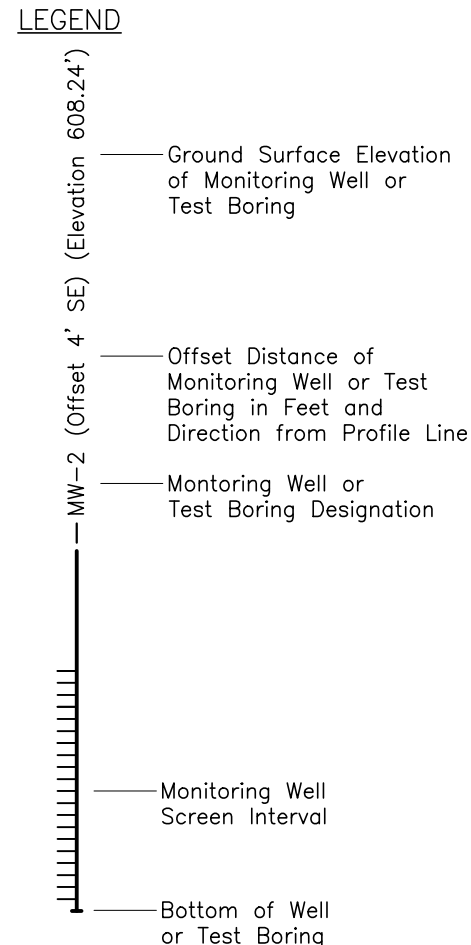 LEGEND
MW-2 (Offset 4' SE) (Elevation 608.24')
Ground Surface Elevation
of Monitoring Well or
Test Boring
Offset Distance of
Monitoring Well or Test
Boring in Feet and
Direction from Profile Line
Montoring Well or
Test Boring Designation
Monitoring Well
Screen Interval
Bottom of Well
or Test Boring